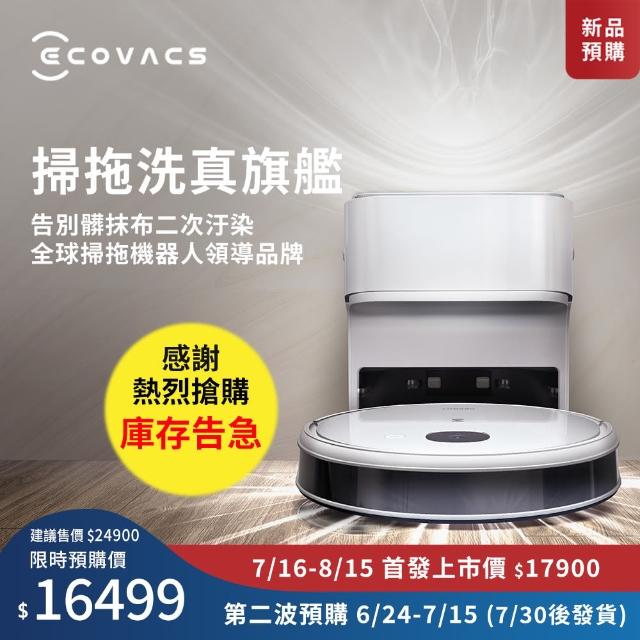 ECOVACS
新品
預購
掃拖洗真旗艦
告別髒抹布二次汙染
全球掃拖機器人領導品牌
感謝
熱烈搶購
庫存告急
建議售價 $24900
限時預購價
$16499
7/16-8/15 首發上市價 $17900
第二波預購 6/24-7/15 (7/30後發貨)